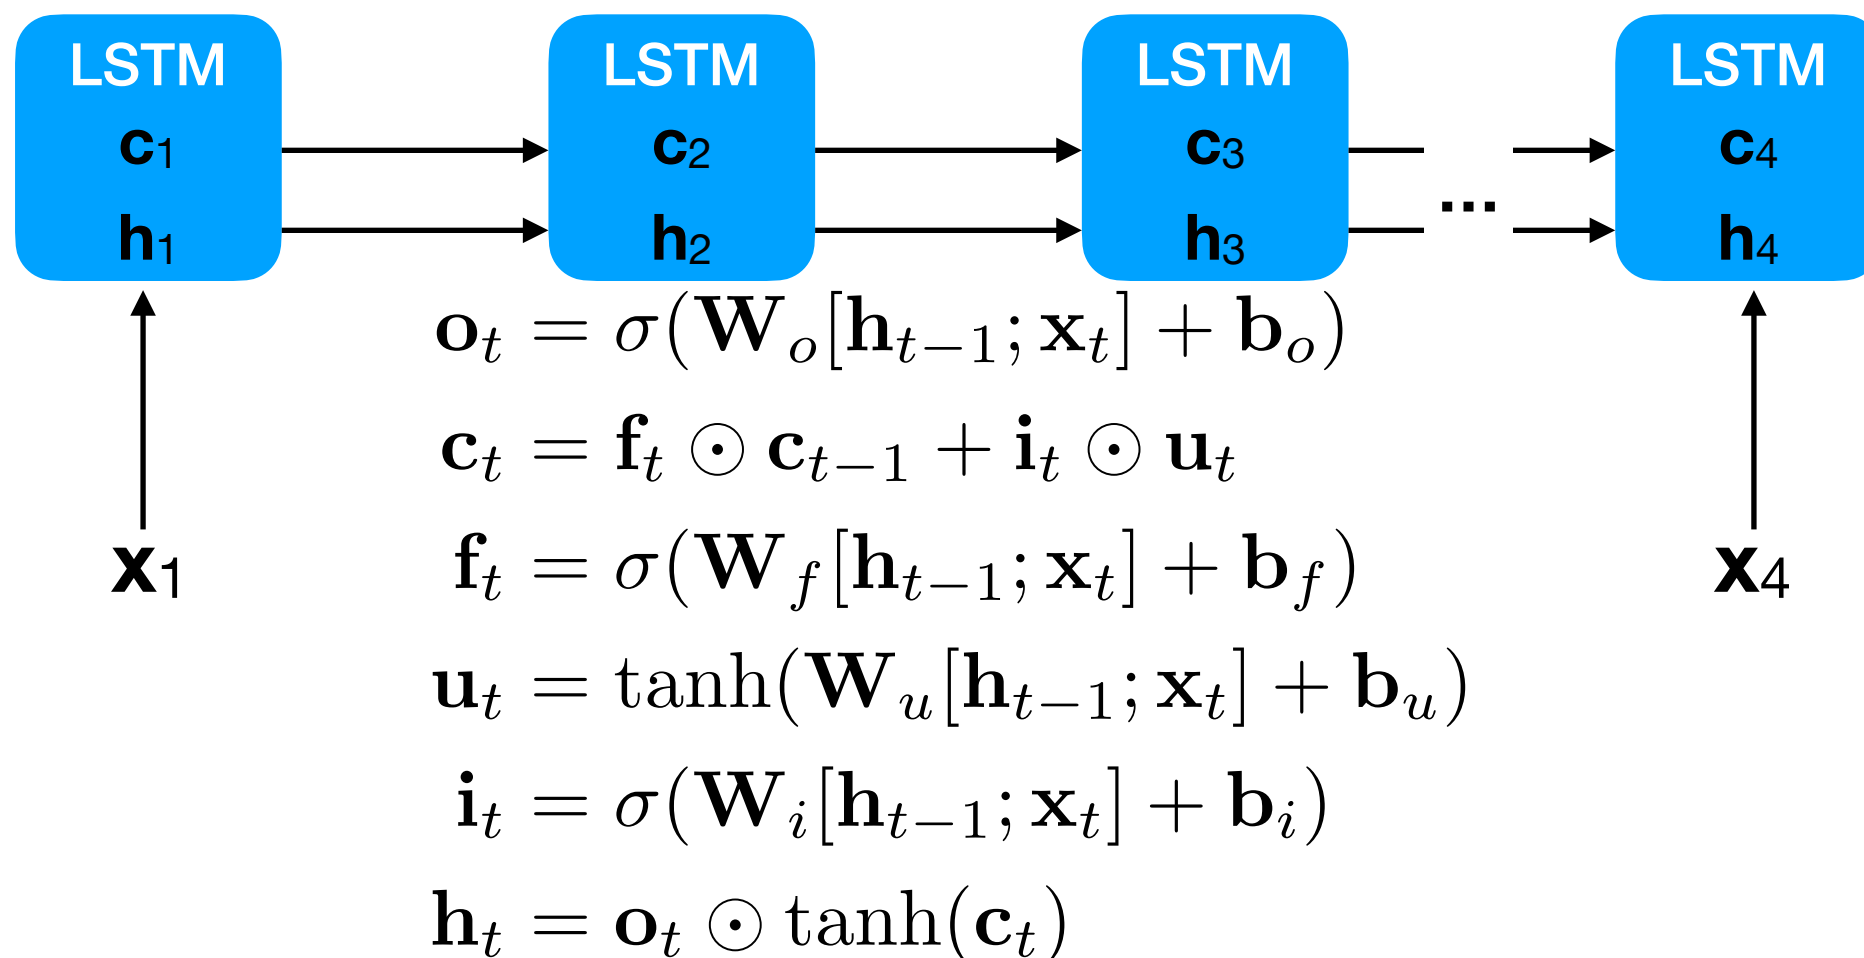 LSTM LSTM LSTM LSTM
c1 c2 c3 c4
...
h1 h2 h3 h4
o_t = σ(W_o[h_{t−1}; x_t] + b_o)
c_t = f_t ⊙ c_{t−1} + i_t ⊙ u_t
x1 f_t = σ(W_f[h_{t−1}; x_t] + b_f) x4
u_t = tanh(W_u[h_{t−1}; x_t] + b_u)
i_t = σ(W_i[h_{t−1}; x_t] + b_i)
h_t = o_t ⊙ tanh(c_t)